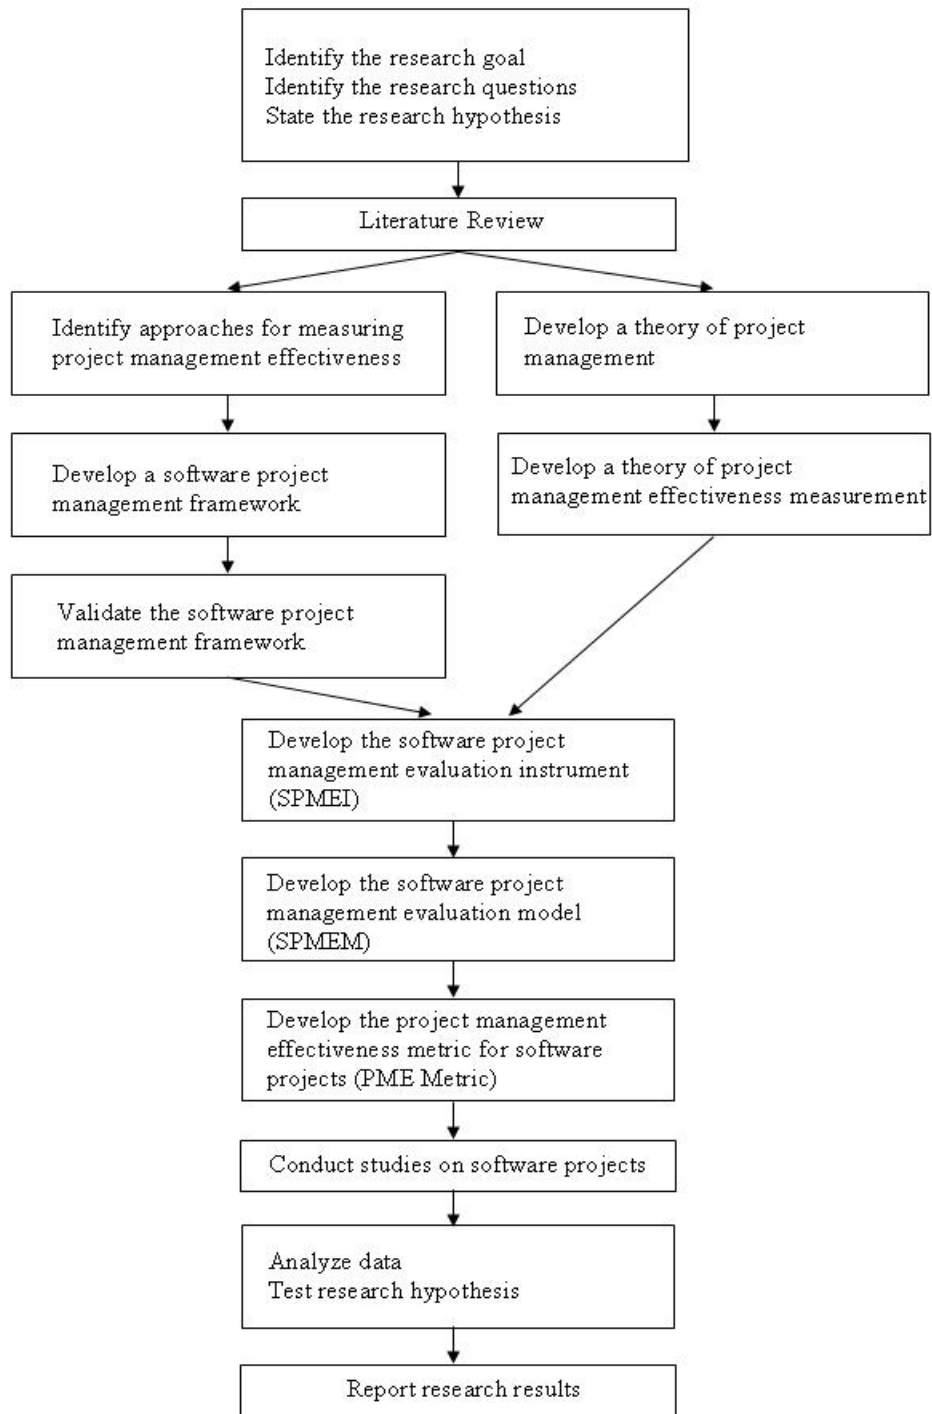 Identify the research goal
Identify the research questions
State the research hypothesis
Literature Review
Identify approaches for measuring
project management effectiveness
Develop a theory of project
management
Develop a software project
management framework
Develop a theory of project
management effectiveness measurement
Validate the software project
management framework
Develop the software project
management evaluation instrument
(SPMEI)
Develop the software project
management evaluation model
(SPMEM)
Develop the project management
effectiveness metric for software
projects (PME Metric)
Conduct studies on software projects
Analyze data
Test research hypothesis
Report research results